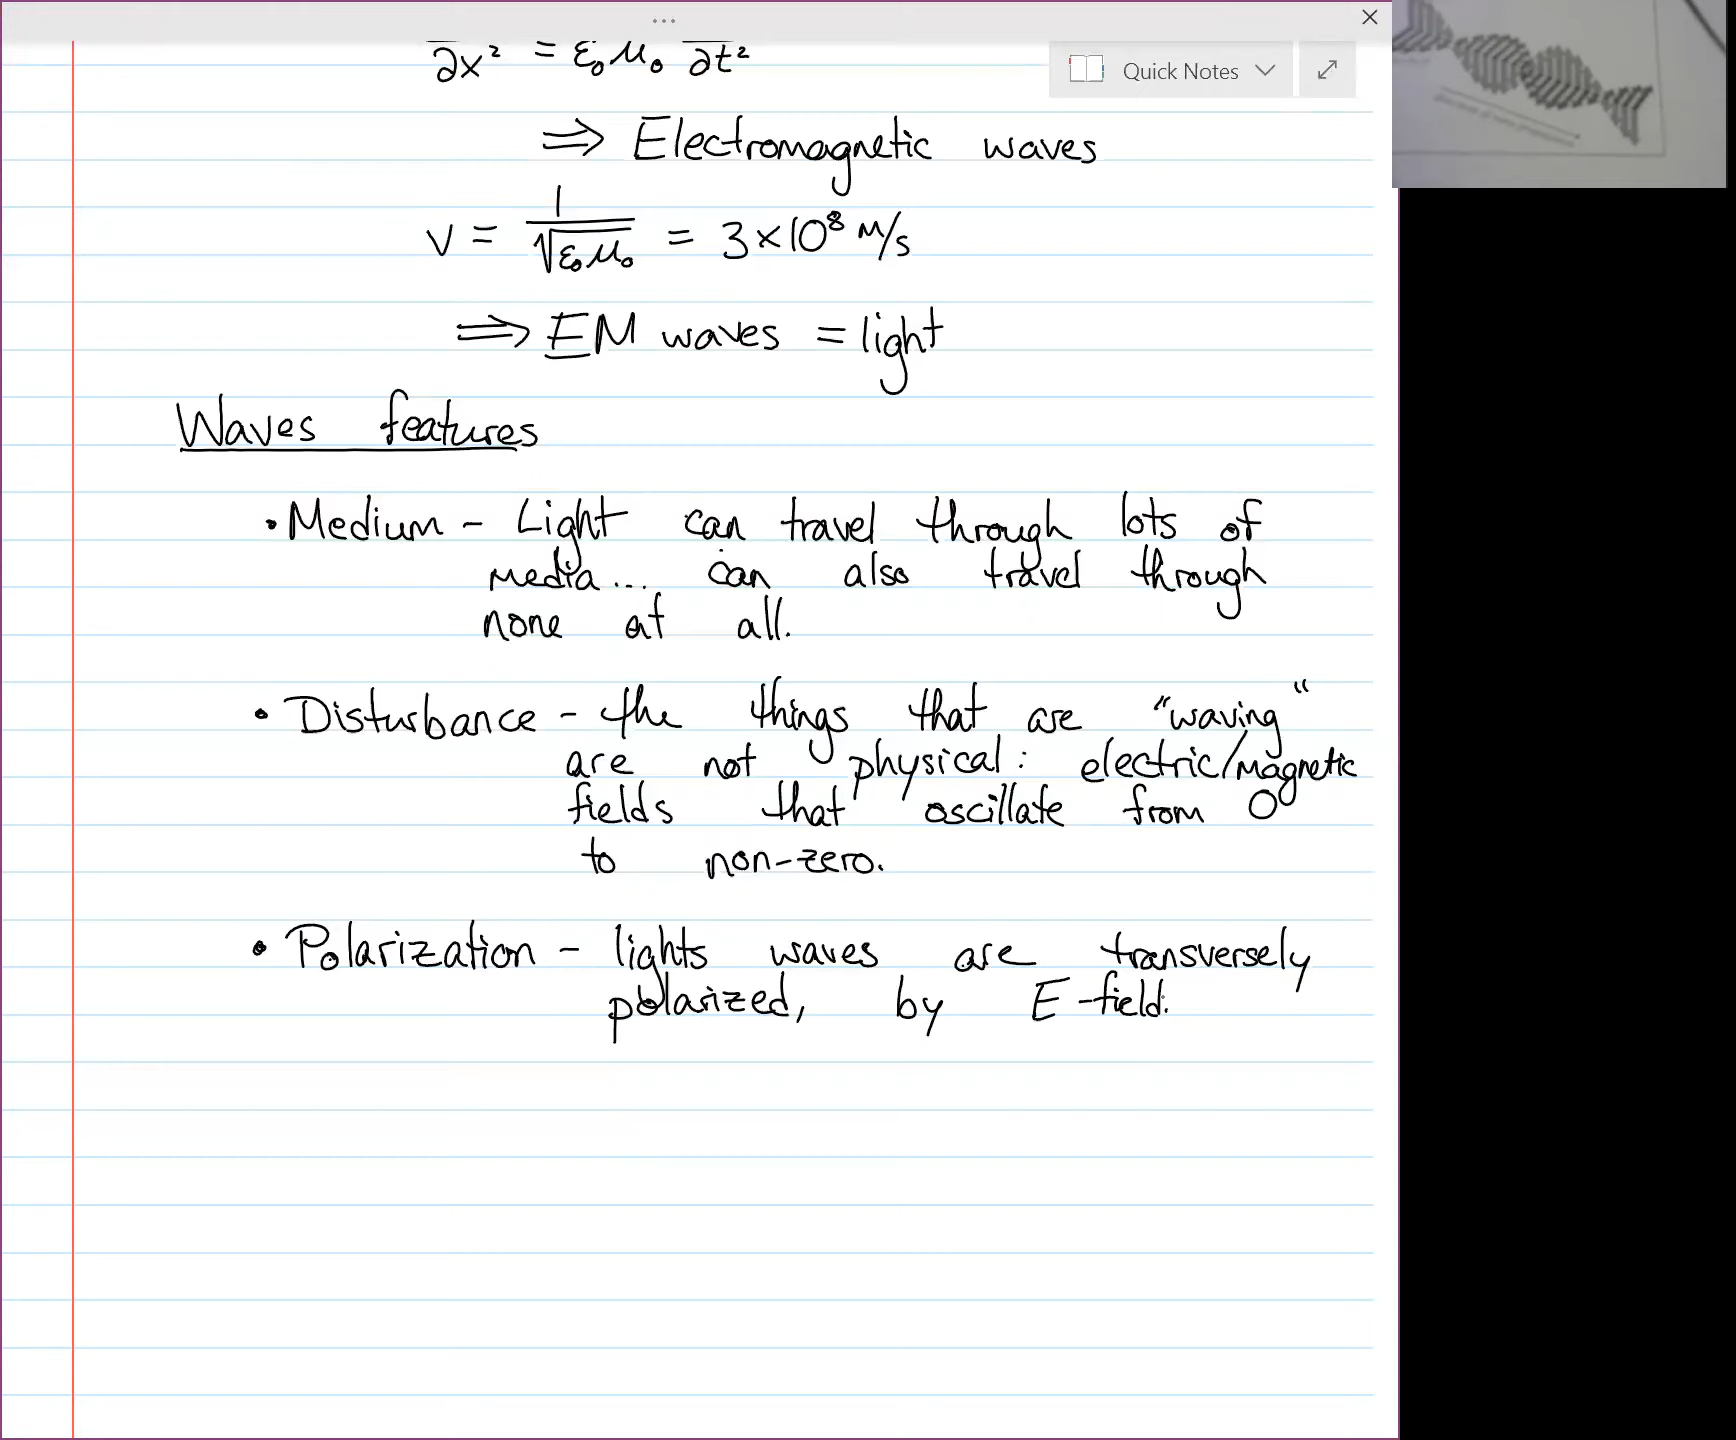 ∂x² = ε₀μ₀ ∂t²
Quick Notes
⇒ Electromagnetic waves
v = 1/√ε₀μ₀ = 3×10⁸ m/s
⇒ EM waves = light
Waves features
• Medium - Light can travel through lots of
media... can also travel through
none at all.
• Disturbance - the things that are "waving"
are not physical: electric/magnetic
fields that oscillate from 0
to non-zero.
• Polarization - lights waves are transversely
polarized, by E-field.